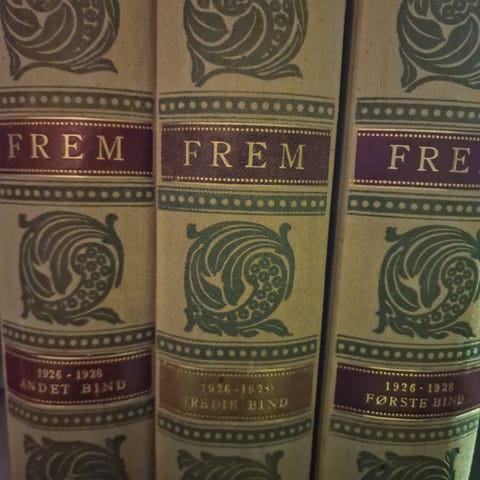 FREM
1926 - 1928
ANDET BIND
FREM
1926 - 1929
TREDIE BIND
FRE
1926 - 1928
FØRSTE BIND